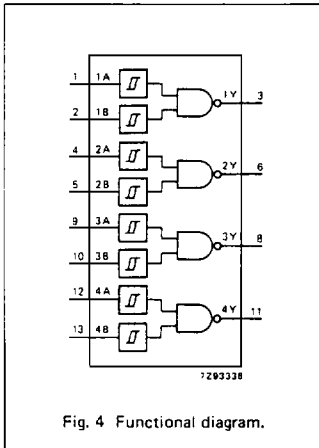 1 1A
1Y 3
2 1B
4 2A
2Y 6
5 2B
9 3A
3Y 8
10 3B
12 4A
4Y 11
13 4B
7293338
Fig. 4 Functional diagram.